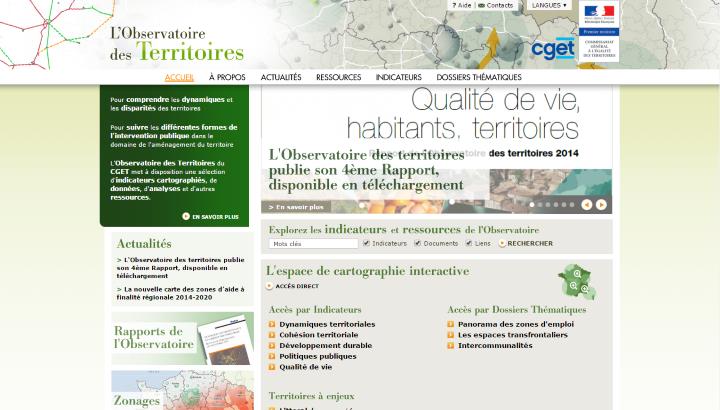 ? Aide | Contacts
LANGUES ▾
L'Observatoire
des Territoires
cget
Premier ministre
COMMISSARIAT
GÉNÉRAL
À L'ÉGALITÉ
DES TERRITOIRES
ACCUEIL À PROPOS ACTUALITÉS RESSOURCES INDICATEURS DOSSIERS THÉMATIQUES
Pour comprendre les dynamiques et
les disparités des territoires
Pour suivre les différentes formes de
l'intervention publique dans le
domaine de l'aménagement du territoire
L'Observatoire des Territoires du
CGET met à disposition une sélection
d'indicateurs cartographiés, de
données, d'analyses et d'autres
ressources.
EN SAVOIR PLUS
Qualité de vie,
habitants, territoires
des territoires 2014
L'Observatoire des territoires
publie son 4ème Rapport,
disponible en téléchargement
> En savoir plus
Explorez les indicateurs et ressources de l'Observatoire
Mots clés Indicateurs Documents Liens RECHERCHER
Actualités
> L'Observatoire des territoires publie
son 4ème Rapport, disponible en
téléchargement
> La nouvelle carte des zones d'aide à
finalité régionale 2014-2020
Rapports de
l'Observatoire
Zonages
L'espace de cartographie interactive
ACCÈS DIRECT
Accès par Indicateurs
Dynamiques territoriales
Cohésion territoriale
Développement durable
Politiques publiques
Qualité de vie
Accès par Dossiers Thématiques
Panorama des zones d'emploi
Les espaces transfrontaliers
Intercommunalités
Territoires à enjeux